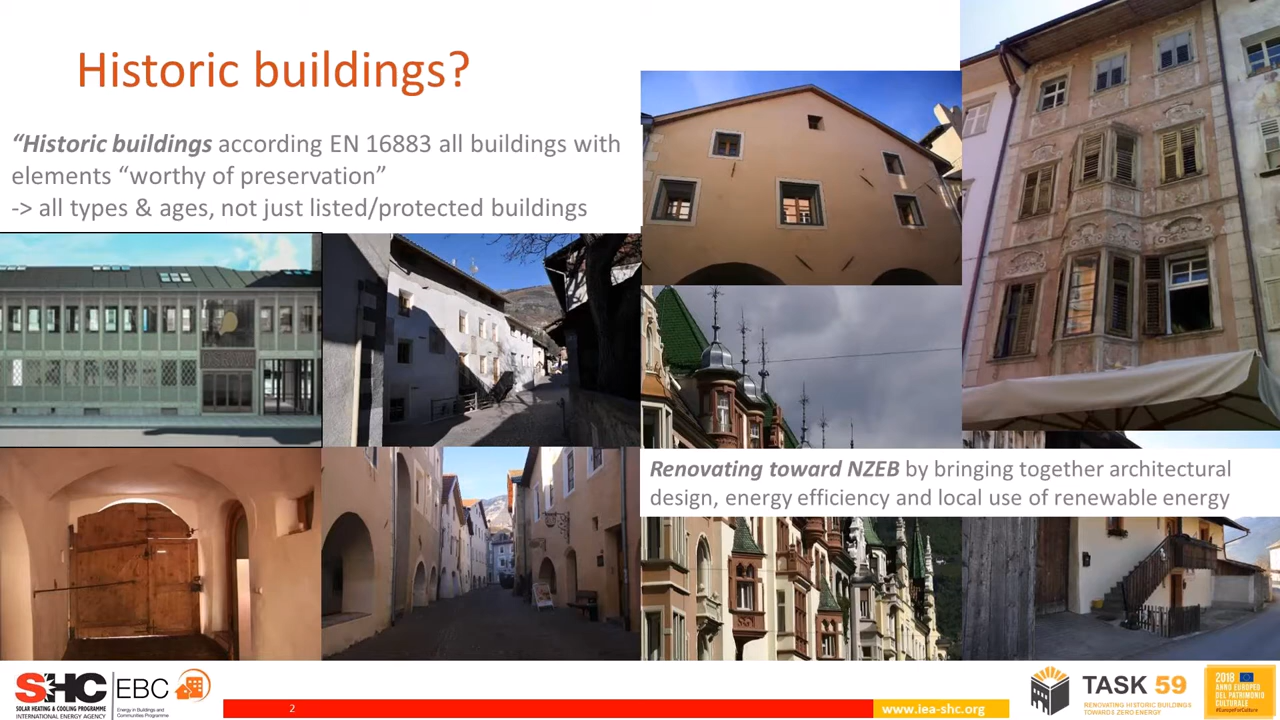 Historic buildings?
“Historic buildings according EN 16883 all buildings with
elements “worthy of preservation”
-> all types & ages, not just listed/protected buildings
Renovating toward NZEB by bringing together architectural
design, energy efficiency and local use of renewable energy
SHC
SOLAR HEATING & COOLING PROGRAMME
INTERNATIONAL ENERGY AGENCY
EBC
Energy in Buildings and
Communities Programme
2
www.iea-shc.org
TASK 59
RENOVATING HISTORIC BUILDINGS
TOWARDS ZERO ENERGY
2018
ANNO EUROPEO
DEL PATRIMONIO
CULTURALE
#EuropeForCulture